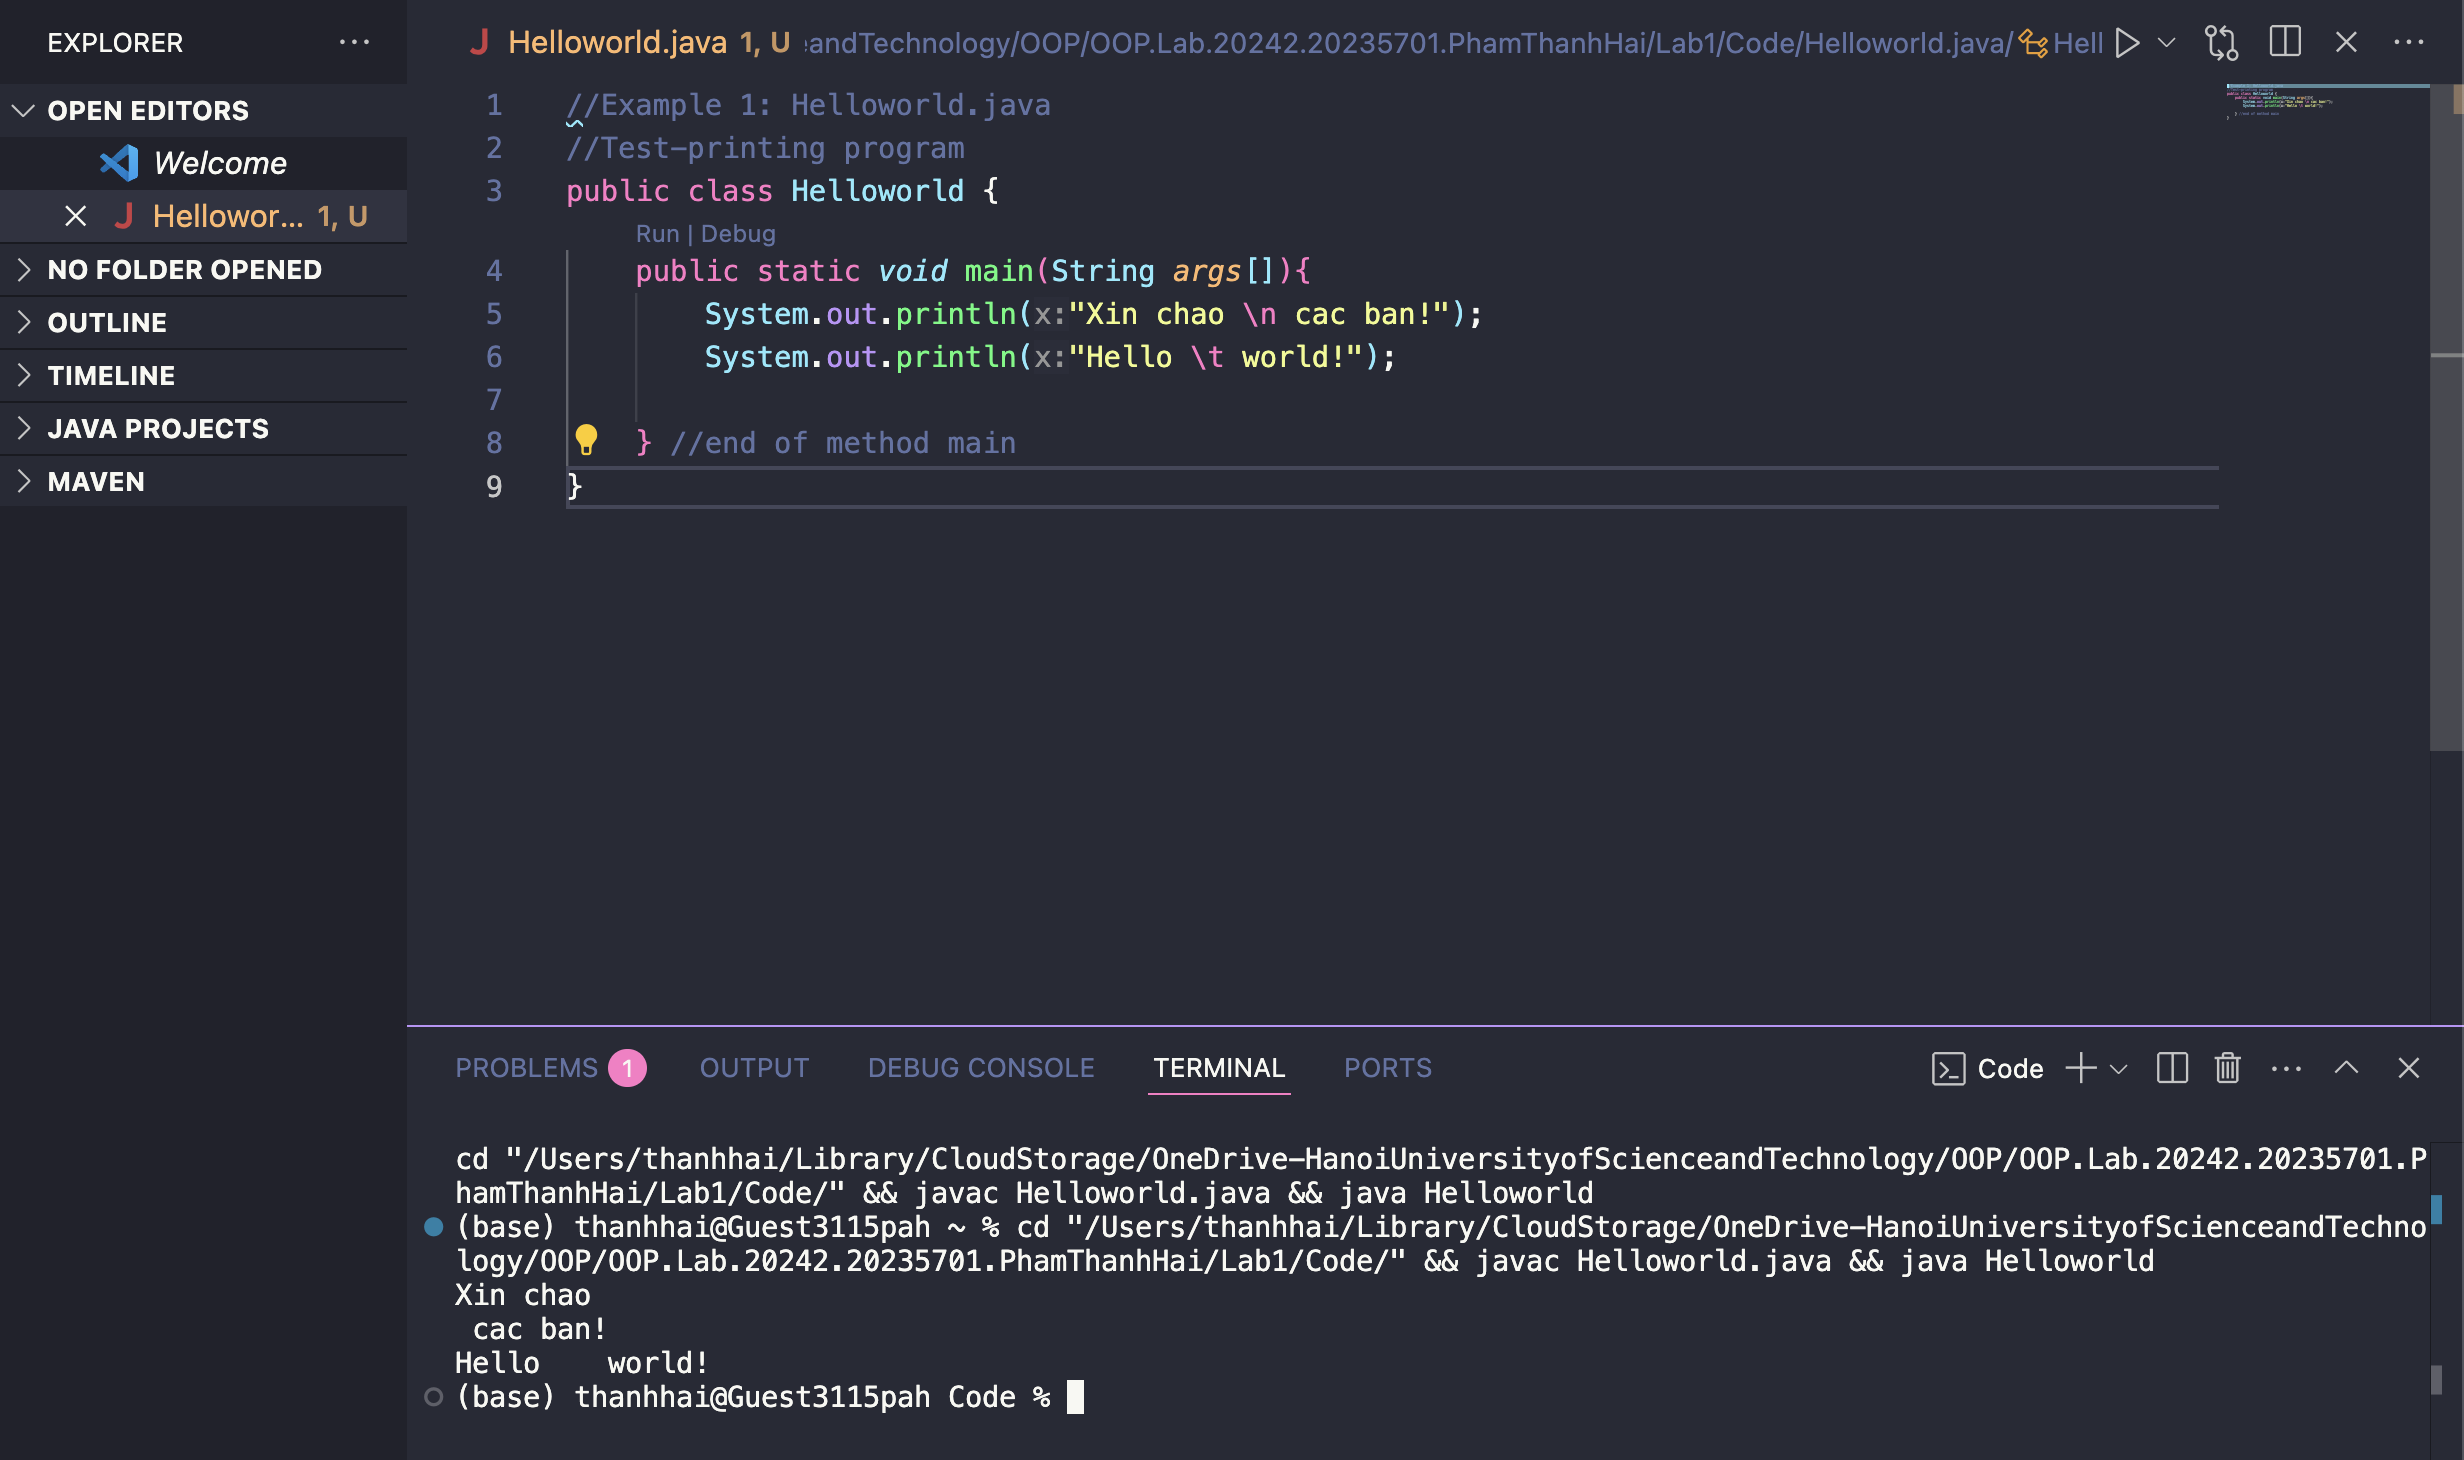 EXPLORER
OPEN EDITORS
Welcome
Hellowor... 1, U
NO FOLDER OPENED
OUTLINE
TIMELINE
JAVA PROJECTS
MAVEN
Helloworld.java 1, U andTechnology/OOP/OOP.Lab.20242.20235701.PhamThanhHai/Lab1/Code/Helloworld.java/ Hell
1 //Example 1: Helloworld.java
2 //Test-printing program
3 public class Helloworld {
Run | Debug
4 public static void main(String args[]){
5 System.out.println(x:"Xin chao \n cac ban!");
6 System.out.println(x:"Hello \t world!");
7
8 } //end of method main
9 }
PROBLEMS 1 OUTPUT DEBUG CONSOLE TERMINAL PORTS Code
cd "/Users/thanhhai/Library/CloudStorage/OneDrive-HanoiUniversityofScienceandTechnology/OOP/OOP.Lab.20242.20235701.P
hamThanhHai/Lab1/Code/" && javac Helloworld.java && java Helloworld
(base) thanhhai@Guest3115pah ~ % cd "/Users/thanhhai/Library/CloudStorage/OneDrive-HanoiUniversityofScienceandTechno
logy/OOP/OOP.Lab.20242.20235701.PhamThanhHai/Lab1/Code/" && javac Helloworld.java && java Helloworld
Xin chao
 cac ban!
Hello    world!
(base) thanhhai@Guest3115pah Code %